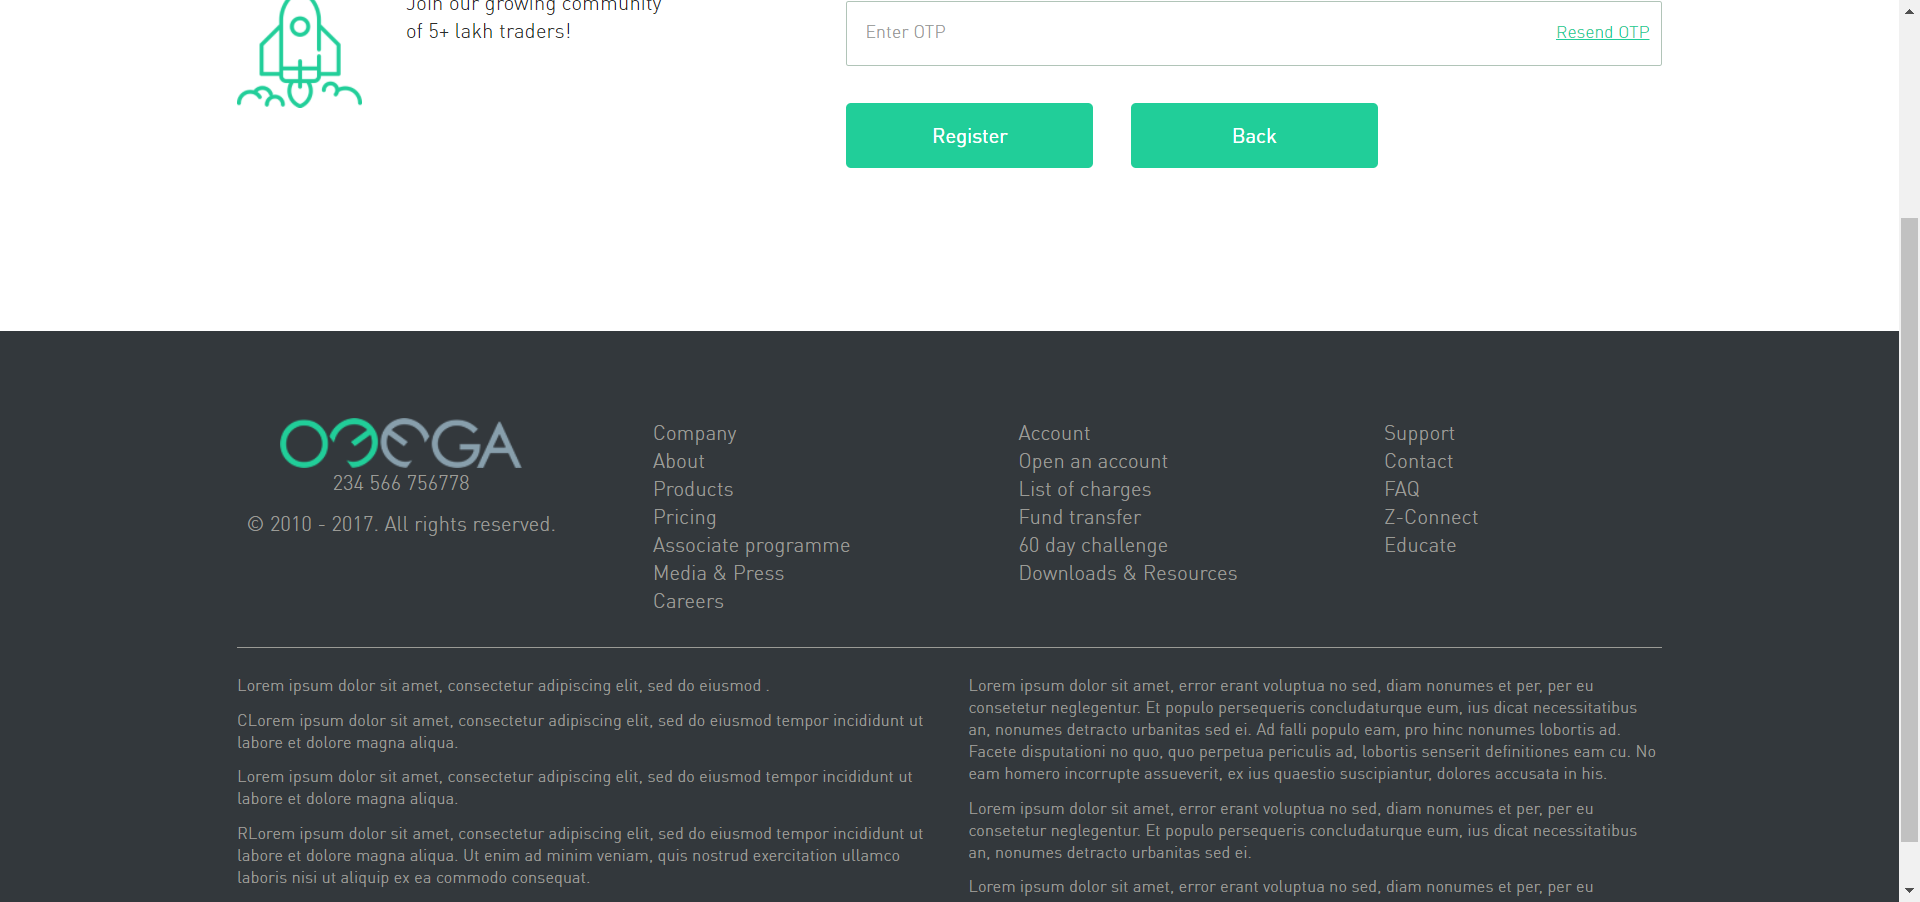 Join our growing community
of 5+ lakh traders!
Enter OTP
Resend OTP
Register
Back
OMEGA
234 566 756778
© 2010 - 2017. All rights reserved.
Company
About
Products
Pricing
Associate programme
Media & Press
Careers
Account
Open an account
List of charges
Fund transfer
60 day challenge
Downloads & Resources
Support
Contact
FAQ
Z-Connect
Educate
Lorem ipsum dolor sit amet, consectetur adipiscing elit, sed do eiusmod .
CLorem ipsum dolor sit amet, consectetur adipiscing elit, sed do eiusmod tempor incididunt ut
labore et dolore magna aliqua.
Lorem ipsum dolor sit amet, consectetur adipiscing elit, sed do eiusmod tempor incididunt ut
labore et dolore magna aliqua.
RLorem ipsum dolor sit amet, consectetur adipiscing elit, sed do eiusmod tempor incididunt ut
labore et dolore magna aliqua. Ut enim ad minim veniam, quis nostrud exercitation ullamco
laboris nisi ut aliquip ex ea commodo consequat.
Lorem ipsum dolor sit amet, error erant voluptua no sed, diam nonumes et per, per eu
consetetur neglegentur. Et populo persequeris concludaturque eum, ius dicat necessitatibus
an, nonumes detracto urbanitas sed ei. Ad falli populo eam, pro hinc nonumes lobortis ad.
Facete disputationi no quo, quo perpetua periculis ad, lobortis senserit definitiones eam cu. No
eam homero incorrupte assueverit, ex ius quaestio suscipiantur, dolores accusata in his.
Lorem ipsum dolor sit amet, error erant voluptua no sed, diam nonumes et per, per eu
consetetur neglegentur. Et populo persequeris concludaturque eum, ius dicat necessitatibus
an, nonumes detracto urbanitas sed ei.
Lorem ipsum dolor sit amet, error erant voluptua no sed, diam nonumes et per, per eu